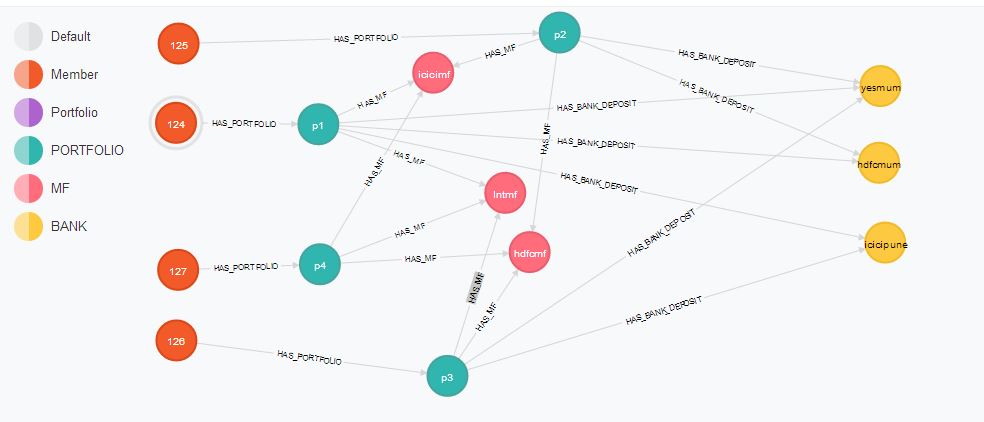 Default
Member
Portfolio
PORTFOLIO
MF
BANK
125
HAS_PORTFOLIO
p2
HAS_MF
icicimf
HAS_BANK_DEPOSIT
yesmum
HAS_BANK_DEPOSIT
124
HAS_PORTFOLIO
p1
HAS_MF
HAS_BANK_DEPOSIT
HAS_MF
HAS_BANK_DEPOSIT
hdfcmum
HAS_MF
HAS_MF
HAS_BANK_DEPOSIT
lntmf
HAS_MF
HAS_BANK_DEPOSIT
icicipune
hdfcmf
127
HAS_PORTFOLIO
p4
HAS_MF
HAS_MF
HAS_MF
HAS_BANK_DEPOSIT
126
HAS_PORTFOLIO
p3